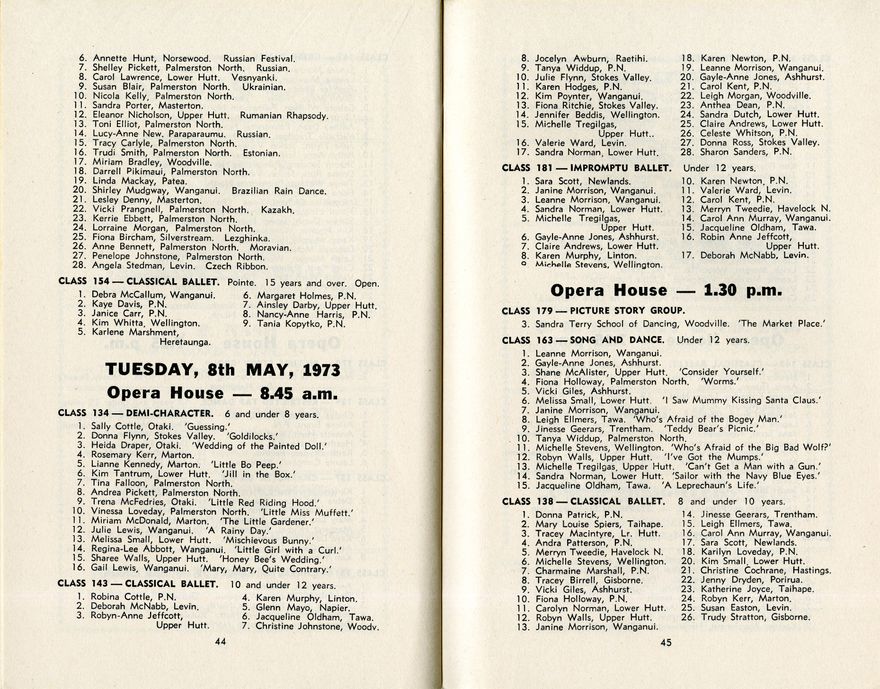 6. Annette Hunt, Norsewood. Russian Festival.
7. Shelley Pickett, Palmerston North. Russian.
8. Carol Lawrence, Lower Hutt. Vesnyanki.
9. Susan Blair, Palmerston North. Ukrainian.
10. Nicola Kelly, Palmerston North.
11. Sandra Porter, Masterton.
12. Eleanor Nicholson, Upper Hutt. Rumanian Rhapsody.
13. Toni Elliot, Palmerston North.
14. Lucy-Anne New, Paraparaumu. Russian.
15. Tracy Carlyle, Palmerston North.
16. Trudi Smith, Palmerston North. Estonian.
17. Miriam Bradley, Woodville.
18. Darrell Pikimaui, Palmerston North.
19. Linda Mackay, Patea.
20. Shirley Mudgway, Wanganui. Brazilian Rain Dance.
21. Lesley Denny, Masterton.
22. Vicki Prangnell, Palmerston North. Kazakh.
23. Kerrie Ebbett, Palmerston North.
24. Lorraine Morgan, Palmerston North.
25. Fiona Bircham, Silverstream. Lezghinka.
26. Anne Bennett, Palmerston North. Moravian.
27. Penelope Johnstone, Palmerston North.
28. Angela Stedman, Levin. Czech Ribbon.
CLASS 154 — CLASSICAL BALLET. Pointe. 15 years and over. Open.
1. Debra McCallum, Wanganui.
2. Kaye Davis, P.N.
3. Janice Carr, P.N.
4. Kim Whitta, Wellington.
5. Karlene Marshment,
Heretaunga.
6. Margaret Holmes, P.N.
7. Ainsley Darby, Upper Hutt.
8. Nancy-Anne Harris, P.N.
9. Tania Kopytko, P.N.
TUESDAY, 8th MAY, 1973
Opera House — 8.45 a.m.
CLASS 134 — DEMI-CHARACTER. 6 and under 8 years.
1. Sally Cottle, Otaki. 'Guessing.'
2. Donna Flynn, Stokes Valley. 'Goldilocks.'
3. Heida Draper, Otaki. 'Wedding of the Painted Doll.'
4. Rosemary Kerr, Marton.
5. Lianne Kennedy, Marton. 'Little Bo Peep.'
6. Kim Tantrum, Lower Hutt. 'Jill in the Box.'
7. Tina Falloon, Palmerston North.
8. Andrea Pickett, Palmerston North.
9. Trena McFedries, Otaki. 'Little Red Riding Hood.'
10. Vinessa Loveday, Palmerston North. 'Little Miss Muffett.'
11. Miriam McDonald, Marton. 'The Little Gardener.'
12. Julie Lewis, Wanganui. 'A Rainy Day.'
13. Melissa Small, Lower Hutt. 'Mischievous Bunny.'
14. Regina-Lee Abbott, Wanganui. 'Little Girl with a Curl.'
15. Sharee Walls, Upper Hutt. 'Honey Bee's Wedding.'
16. Gail Lewis, Wanganui. 'Mary, Mary, Quite Contrary.'
CLASS 143 — CLASSICAL BALLET. 10 and under 12 years.
1. Robina Cottle, P.N.
2. Deborah McNabb, Levin.
3. Robyn-Anne Jeffcott,
Upper Hutt.
4. Karen Murphy, Linton.
5. Glenn Mayo, Napier.
6. Jacqueline Oldham, Tawa.
7. Christine Johnstone, Woodv.
44
8. Jocelyn Awburn, Raetihi.
9. Tanya Widdup, P.N.
10. Julie Flynn, Stokes Valley.
11. Karen Hodges, P.N.
12. Kim Poynter, Wanganui.
13. Fiona Ritchie, Stokes Valley.
14. Jennifer Beddis, Wellington.
15. Michelle Tregilgas,
Upper Hutt..
16. Valerie Ward, Levin.
17. Sandra Norman, Lower Hutt.
18. Karen Newton, P.N.
19. Leanne Morrison, Wanganui.
20. Gayle-Anne Jones, Ashhurst.
21. Carol Kent, P.N.
22. Leigh Morgan, Woodville.
23. Anthea Dean, P.N.
24. Sandra Dutch, Lower Hutt.
25. Claire Andrews, Lower Hutt.
26. Celeste Whitson, P.N.
27. Donna Ross, Stokes Valley.
28. Sharon Sanders, P.N.
CLASS 181 — IMPROMPTU BALLET. Under 12 years.
1. Sara Scott, Newlands.
2. Janine Morrison, Wanganui.
3. Leanne Morrison, Wanganui.
4. Sandra Norman, Lower Hutt.
5. Michelle Tregilgas,
Upper Hutt.
6. Gayle-Anne Jones, Ashhurst.
7. Claire Andrews, Lower Hutt.
8. Karen Murphy, Linton.
9. Michelle Stevens, Wellington.
10. Karen Newton, P.N.
11. Valerie Ward, Levin.
12. Carol Kent, P.N.
13. Merryn Tweedie, Havelock N.
14. Carol Ann Murray, Wanganui.
15. Jacqueline Oldham, Tawa.
16. Robin Anne Jeffcott,
Upper Hutt.
17. Deborah McNabb, Levin.
Opera House — 1.30 p.m.
CLASS 179 — PICTURE STORY GROUP.
3. Sandra Terry School of Dancing, Woodville. 'The Market Place.'
CLASS 163 — SONG AND DANCE. Under 12 years.
1. Leanne Morrison, Wanganui.
2. Gayle-Anne Jones, Ashhurst.
3. Shane McAlister, Upper Hutt. 'Consider Yourself.'
4. Fiona Holloway, Palmerston North. 'Worms.'
5. Vicki Giles, Ashhurst.
6. Melissa Small, Lower Hutt. 'I Saw Mummy Kissing Santa Claus.'
7. Janine Morrison, Wanganui.
8. Leigh Ellmers, Tawa. 'Who's Afraid of the Bogey Man.'
9. Jinesse Geerars, Trentham. 'Teddy Bear's Picnic.'
10. Tanya Widdup, Palmerston North.
11. Michelle Stevens, Wellington. 'Who's Afraid of the Big Bad Wolf?'
12. Robyn Walls, Upper Hutt. 'I've Got the Mumps.'
13. Michelle Tregilgas, Upper Hutt. 'Can't Get a Man with a Gun.'
14. Sandra Norman, Lower Hutt. 'Sailor with the Navy Blue Eyes.'
15. Jacqueline Oldham, Tawa. 'A Leprechaun's Life.'
CLASS 138 — CLASSICAL BALLET. 8 and under 10 years.
1. Donna Patrick, P.N.
2. Mary Louise Spiers, Taihape.
3. Tracey Macintyre, Lr. Hutt.
4. Andra Patterson, P.N.
5. Merryn Tweedie, Havelock N.
6. Michelle Stevens, Wellington.
7. Charmaine Marshall, P.N.
8. Tracey Birrell, Gisborne.
9. Vicki Giles, Ashhurst.
10. Fiona Holloway, P.N.
11. Carolyn Norman, Lower Hutt.
12. Robyn Walls, Upper Hutt.
13. Janine Morrison, Wanganui.
14. Jinesse Geerars, Trentham.
15. Leigh Ellmers, Tawa.
16. Carol Ann Murray, Wanganui.
17. Sara Scott, Newlands.
18. Karilyn Loveday, P.N.
20. Kim Small, Lower Hutt.
21. Christine Cochrane, Hastings.
22. Jenny Dryden, Porirua.
23. Katherine Joyce, Taihape.
24. Robyn Kerr, Marton.
25. Susan Easton, Levin.
26. Trudy Stratton, Gisborne.
45